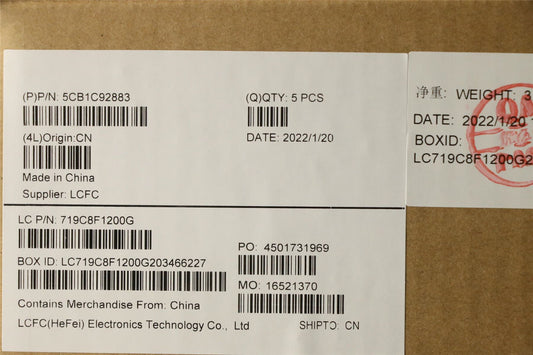 (P)P/N: 5CB1C92883
(Q)QTY: 5 PCS
(4L)Origin:CN
DATE: 2022/1/20
Made in China
Supplier: LCFC
LC P/N: 719C8F1200G
PO: 4501731969
BOX ID: LC719C8F1200G203466227
MO: 16521370
Contains Merchandise From: China
LCFC(HeFei) Electronics Technology Co., Ltd
SHIPTO: CN
净重: WEIGHT: 3
DATE: 2022/1/20
BOXID:
LC719C8F1200G2